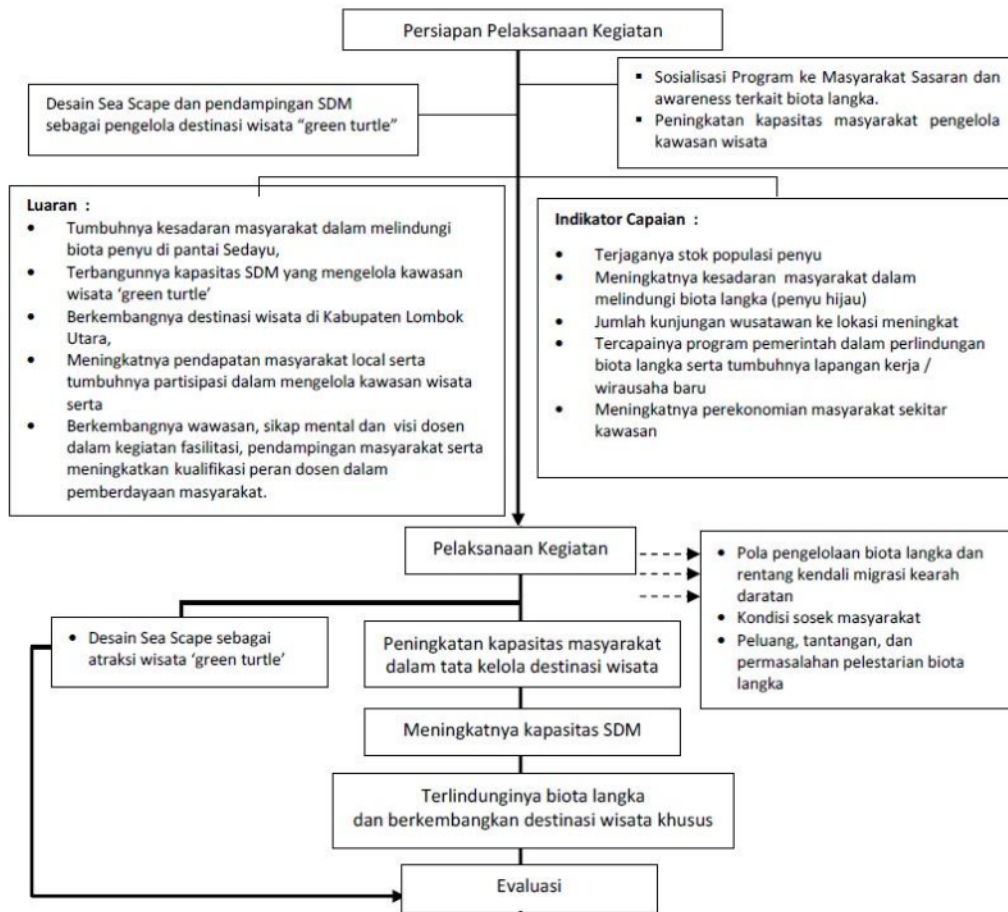 Persiapan Pelaksanaan Kegiatan
Desain Sea Scape dan pendampingan SDM
sebagai pengelola destinasi wisata “green turtle”
▪ Sosialisasi Program ke Masyarakat Sasaran dan
awareness terkait biota langka.
▪ Peningkatan kapasitas masyarakat pengelola
kawasan wisata
Luaran :
• Tumbuhnya kesadaran masyarakat dalam melindungi
biota penyu di pantai Sedayu,
• Terbangunnya kapasitas SDM yang mengelola kawasan
wisata ‘green turtle’
• Berkembangnya destinasi wisata di Kabupaten Lombok
Utara,
• Meningkatnya pendapatan masyarakat local serta
tumbuhnya partisipasi dalam mengelola kawasan wisata
serta
• Berkembangnya wawasan, sikap mental dan visi dosen
dalam kegiatan fasilitasi, pendampingan masyarakat serta
meningkatkan kualifikasi peran dosen dalam
pemberdayaan masyarakat.
Indikator Capaian :
• Terjaganya stok populasi penyu
• Meningkatnya kesadaran masyarakat dalam
melindungi biota langka (penyu hijau)
• Jumlah kunjungan wusatawan ke lokasi meningkat
• Tercapainya program pemerintah dalam perlindungan
biota langka serta tumbuhnya lapangan kerja /
wirausaha baru
• Meningkatnya perekonomian masyarakat sekitar
kawasan
Pelaksanaan Kegiatan
• Pola pengelolaan biota langka dan
rentang kendali migrasi kearah
daratan
• Kondisi sosek masyarakat
• Peluang, tantangan, dan
permasalahan pelestarian biota
langka
• Desain Sea Scape sebagai
atraksi wisata ‘green turtle’
Peningkatan kapasitas masyarakat
dalam tata kelola destinasi wisata
Meningkatnya kapasitas SDM
Terlindunginya biota langka
dan berkembangkan destinasi wisata khusus
Evaluasi